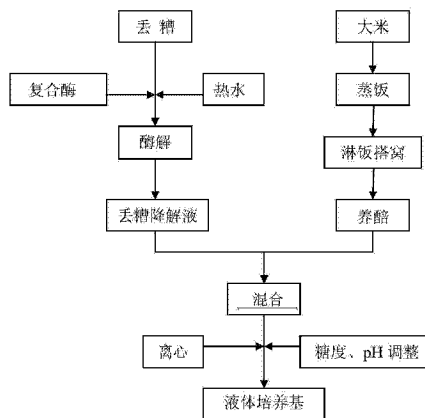 丢 糟
大米
复合酶
热水
蒸饭
酶解
淋饭搭窝
丢糟降解液
养醅
混合
离心
糖度、pH 调整
液体培养基